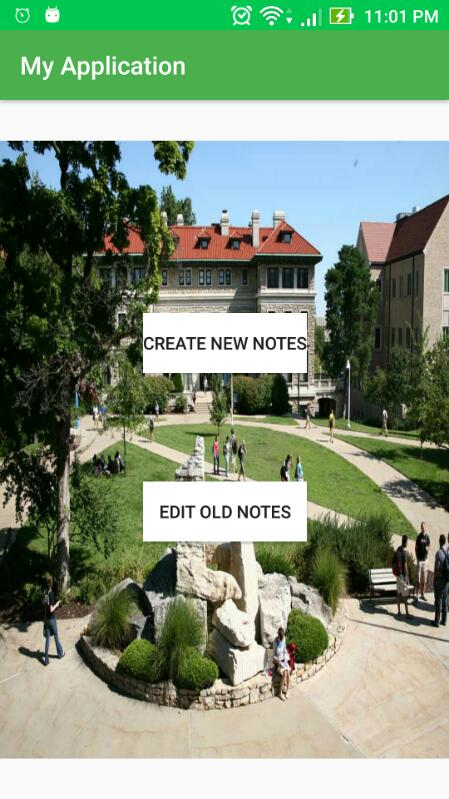 11:01 PM
My Application
CREATE NEW NOTES
EDIT OLD NOTES